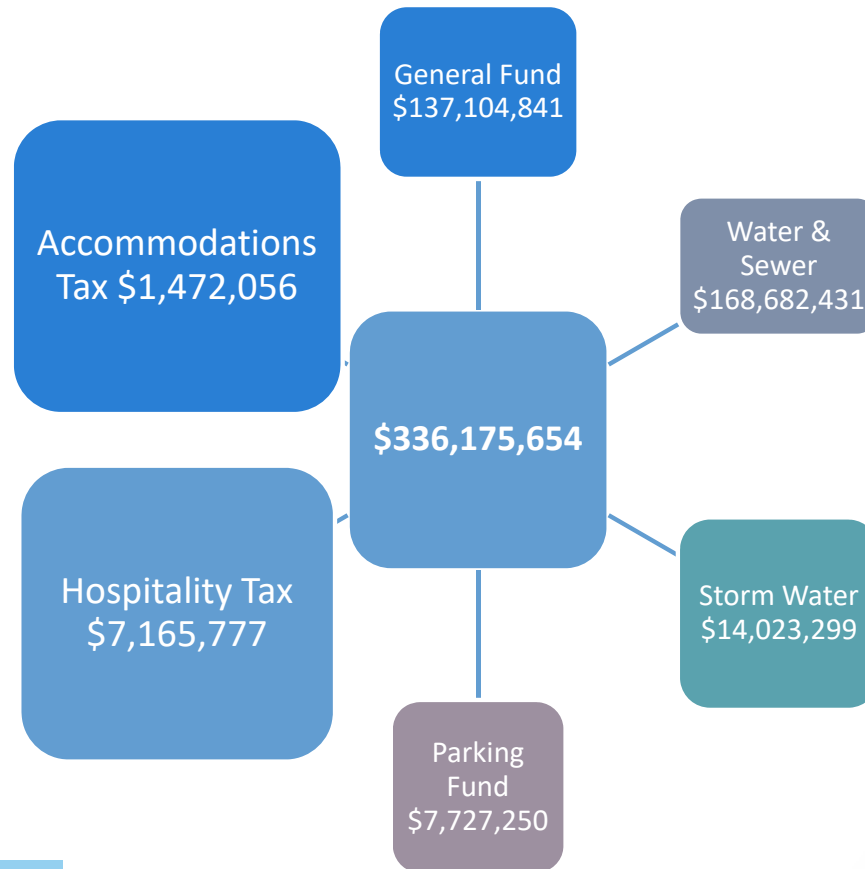 General Fund
$137,104,841
Accommodations
Tax $1,472,056
Water &
Sewer
$168,682,431
$336,175,654
Hospitality Tax
$7,165,777
Storm Water
$14,023,299
Parking
Fund
$7,727,250